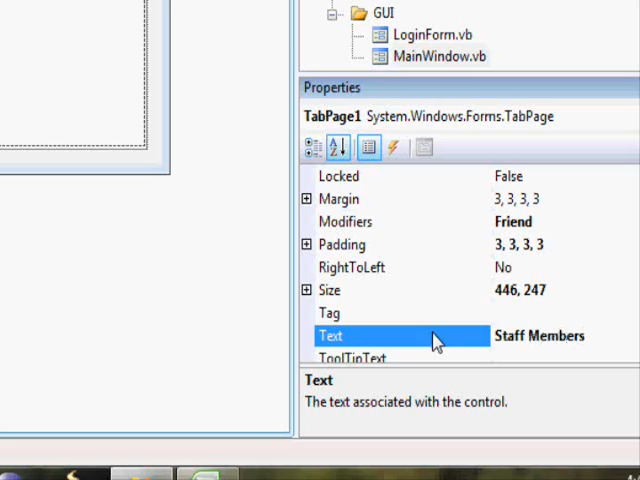 GUI
LoginForm.vb
MainWindow.vb
Properties
TabPage1 System.Windows.Forms.TabPage
Locked False
Margin 3, 3, 3, 3
Modifiers Friend
Padding 3, 3, 3, 3
RightToLeft No
Size 446, 247
Tag
Text Staff Members
ToolTipText
Text
The text associated with the control.